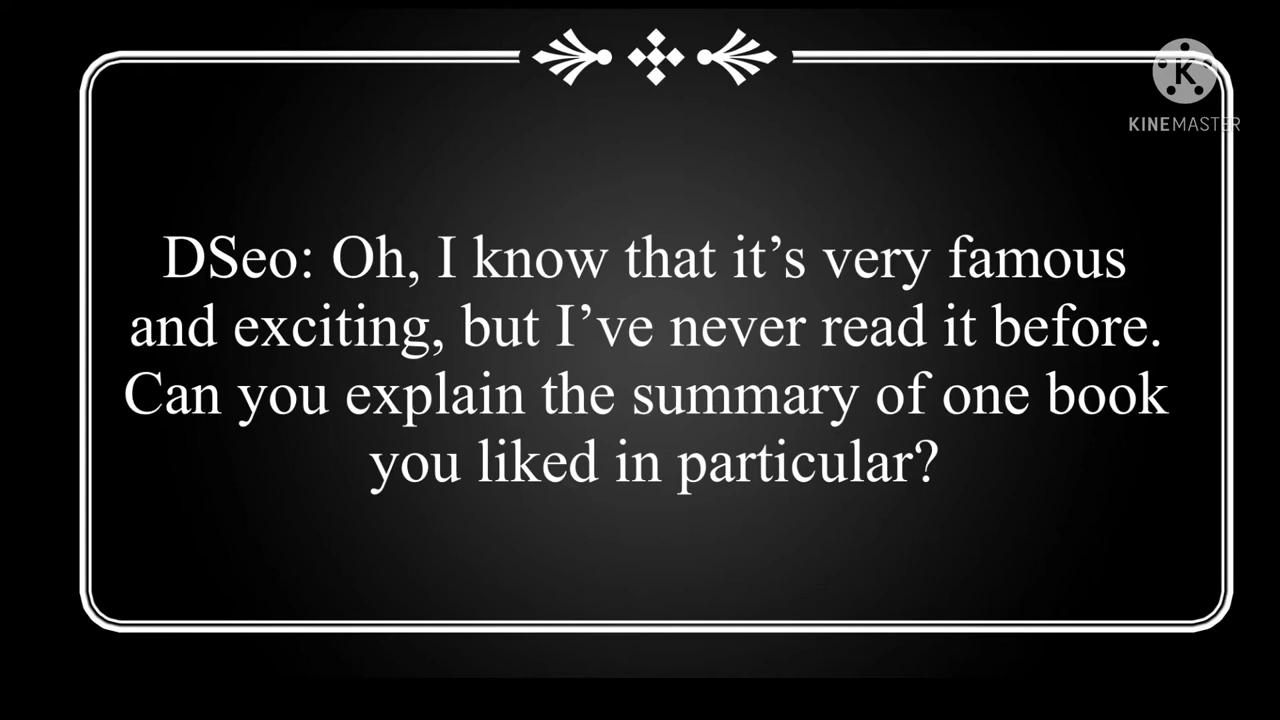 K
KINEMASTER
DSeo: Oh, I know that it’s very famous
and exciting, but I’ve never read it before.
Can you explain the summary of one book
you liked in particular?